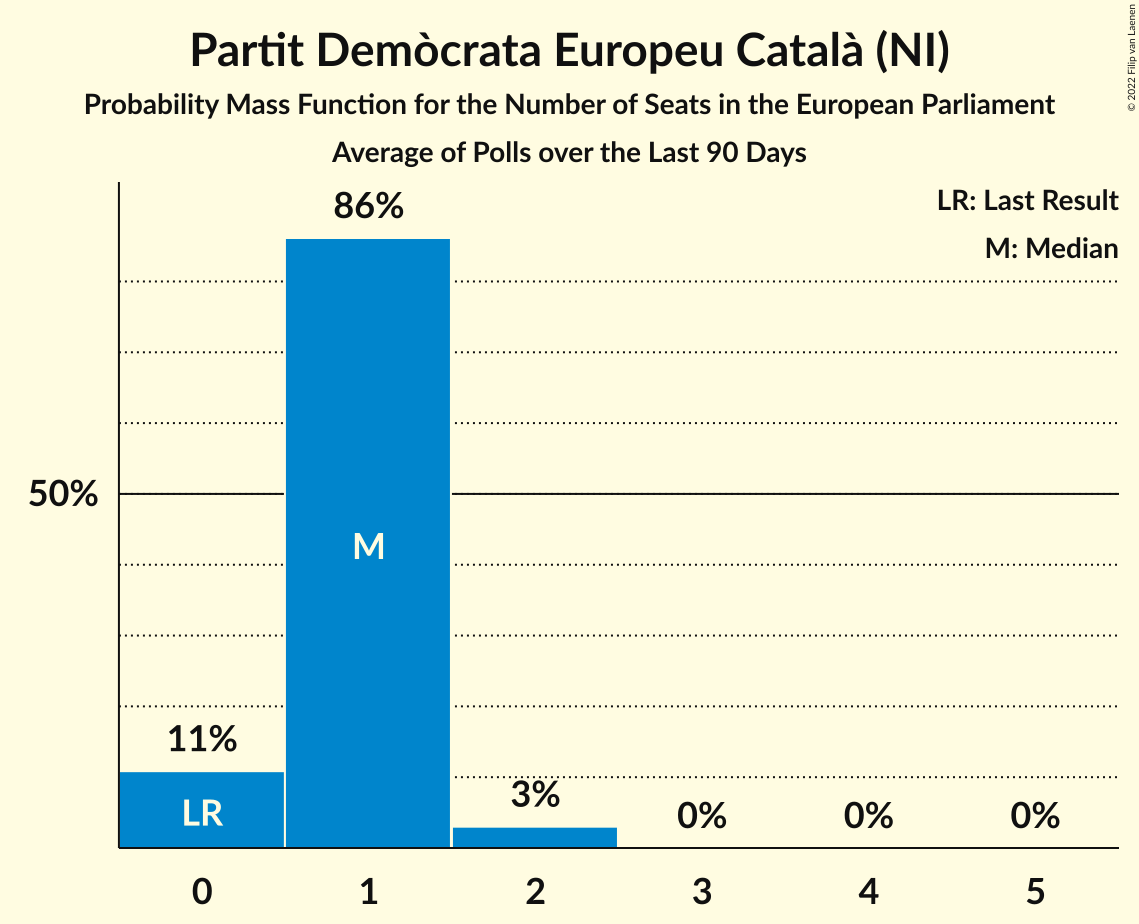 Partit Demòcrata Europeu Català (NI)
Probability Mass Function for the Number of Seats in the European Parliament
Average of Polls over the Last 90 Days
© 2022 Filip van Laenen
LR: Last Result
M: Median
86%
50%
M
11%
LR
3%
0%
0%
0%
0
1
2
3
4
5